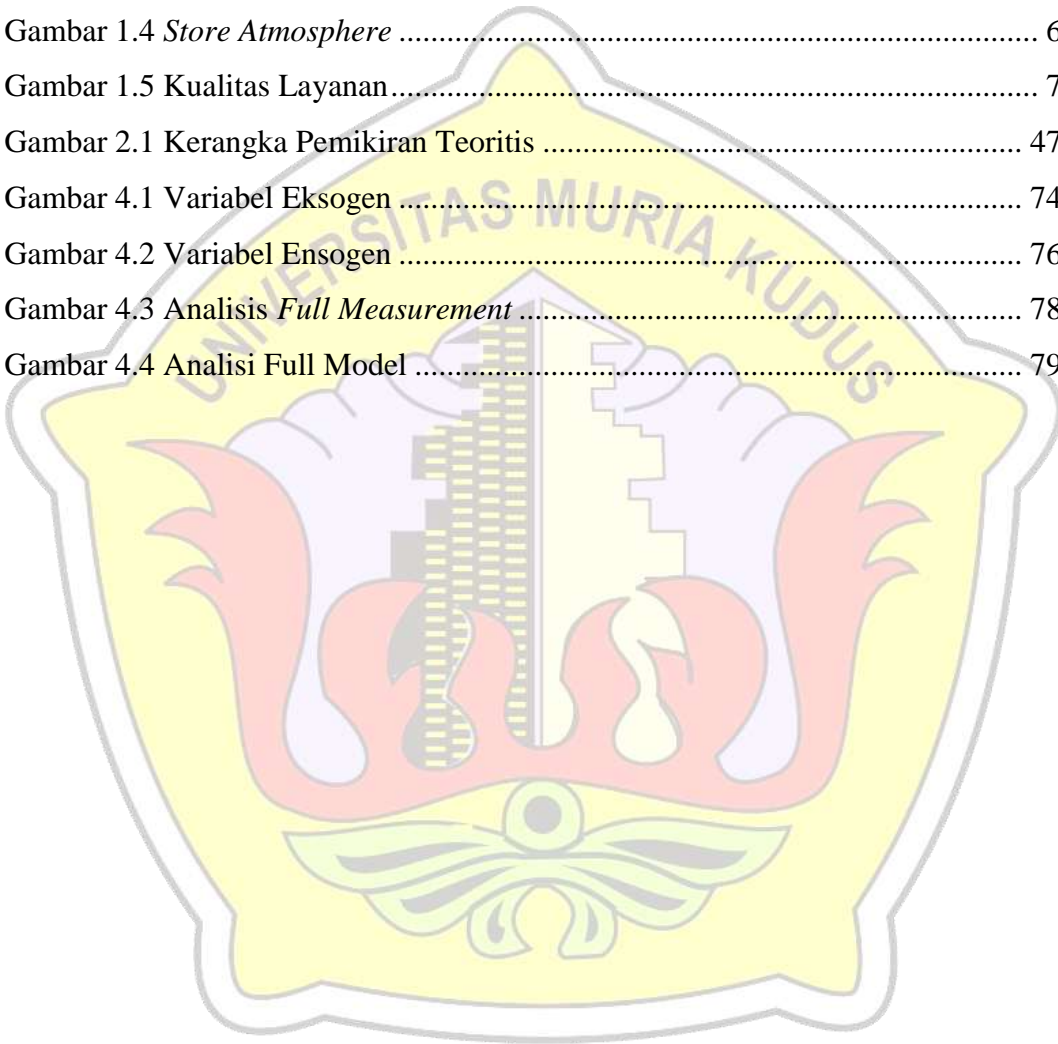 Gambar 1.4 Store Atmosphere ................................................................................. 6
Gambar 1.5 Kualitas Layanan.................................................................................. 7
Gambar 2.1 Kerangka Pemikiran Teoritis ............................................................. 47
Gambar 4.1 Variabel Eksogen ............................................................................... 74
Gambar 4.2 Variabel Ensogen ............................................................................... 76
Gambar 4.3 Analisis Full Measurement ................................................................ 78
Gambar 4.4 Analisi Full Model ............................................................................. 79
UNIVERSITAS MURIA KUDUS